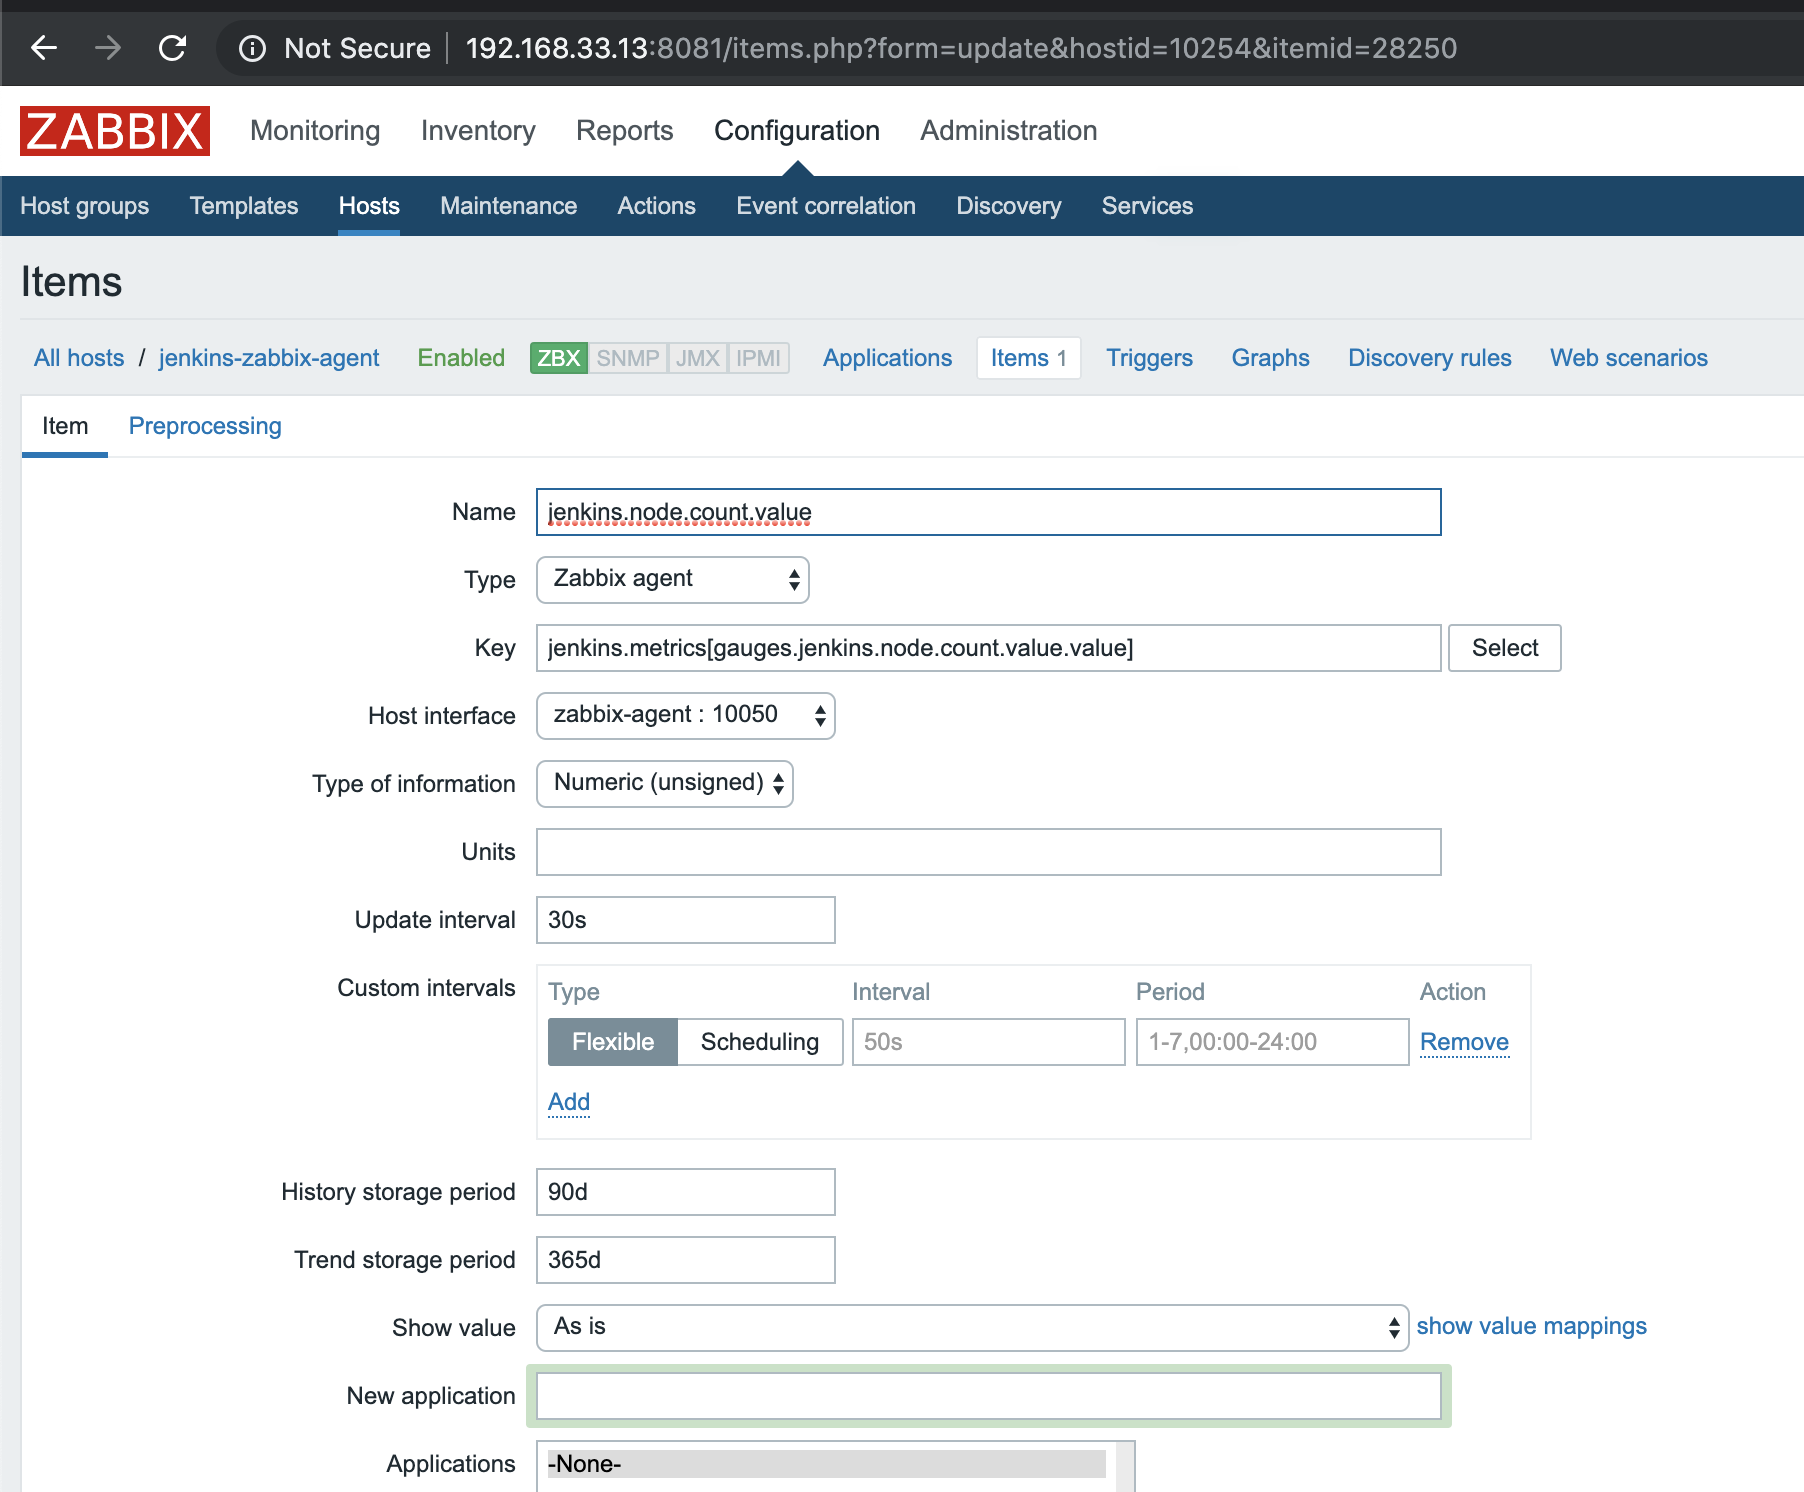 Not Secure 192.168.33.13:8081/items.php?form=update&hostid=10254&itemid=28250
ZABBIX Monitoring Inventory Reports Configuration Administration
Host groups Templates Hosts Maintenance Actions Event correlation Discovery Services
Items
All hosts / jenkins-zabbix-agent Enabled ZBX SNMP JMX IPMI Applications Items 1 Triggers Graphs Discovery rules Web scenarios
Item Preprocessing
Name jenkins.node.count.value
Type Zabbix agent
Key jenkins.metrics[gauges.jenkins.node.count.value.value] Select
Host interface zabbix-agent : 10050
Type of information Numeric (unsigned)
Units
Update interval 30s
Custom intervals Type Interval Period Action
Flexible Scheduling 50s 1-7,00:00-24:00 Remove
Add
History storage period 90d
Trend storage period 365d
Show value As is show value mappings
New application
Applications -None-